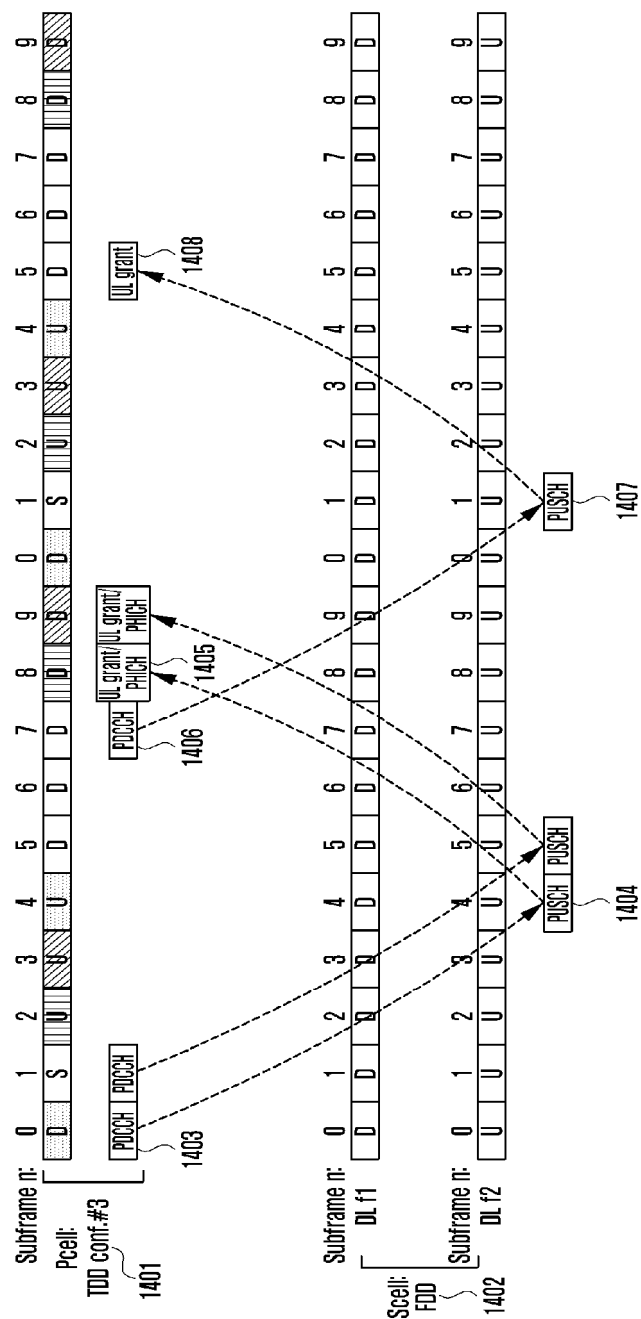 Subframe n: 0 1 2 3 4 5 6 7 8 9 0 1 2 3 4 5 6 7 8 9
Pcell:
TDD conf.#3
D S U U U D D D D D D S U U U D D D D D
1401
PDCCH PDCCH PDCCH UL grant/ PHICH UL grant/ PHICH UL grant
1403 1406 1405 1408
Subframe n: 0 1 2 3 4 5 6 7 8 9 0 1 2 3 4 5 6 7 8 9
DL f1 D D D D D D D D D D D D D D D D D D D D
Scell:
FDD
1402
Subframe n: 0 1 2 3 4 5 6 7 8 9 0 1 2 3 4 5 6 7 8 9
DL f2 U U U U U U U U U U U U U U U U U U U U
PUSCH PUSCH PUSCH
1404 1407